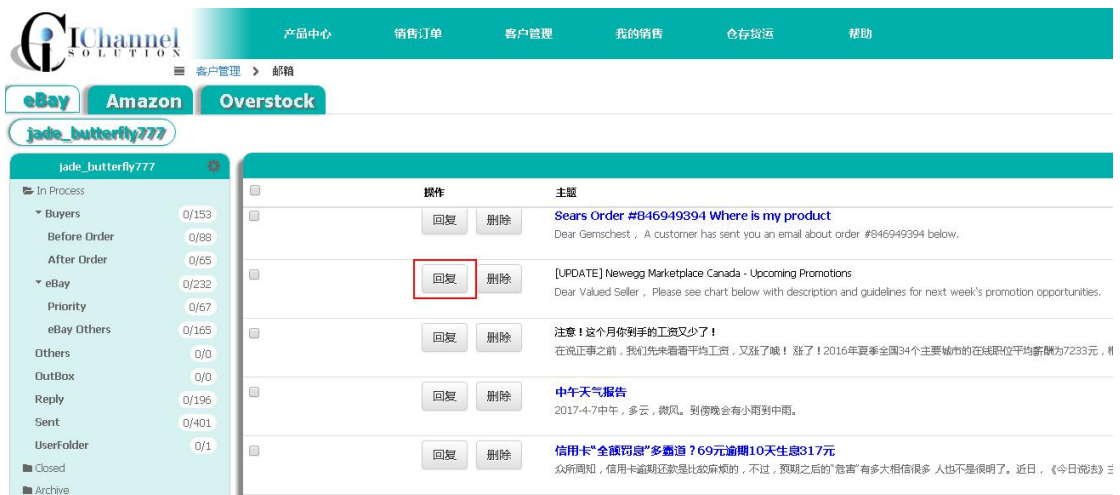 IChannel
SOLUTION
产品中心 销售订单 客户管理 我的销售 仓存货运 帮助
客户管理 > 邮箱
eBay Amazon Overstock
jade_butterfly777
jade_butterfly777
In Process
Buyers 0/153
Before Order 0/88
After Order 0/65
eBay 0/232
Priority 0/67
eBay Others 0/165
Others 0/0
OutBox 0/0
Reply 0/196
Sent 0/401
UserFolder 0/1
Closed
Archive
操作 主题
回复 删除 Sears Order #846949394 Where is my product
Dear Gemschest , A customer has sent you an email about order #846949394 below.
回复 删除 [UPDATE] Newegg Marketplace Canada - Upcoming Promotions
Dear Valued Seller , Please see chart below with description and guidelines for next week's promotion opportunities.
回复 删除 注意!这个月你到手的工资又少了!
在说正事之前,我们先来看看平均工资,又涨了哦! 涨了!2016年夏季全国34个主要城市的在线职位平均薪酬为7233元,
回复 删除 中午天气报告
2017-4-7中午,多云,微风。到傍晚会有小雨到中雨。
回复 删除 信用卡“全额罚息”多霸道?69元逾期10天生息317元
众所周知,信用卡逾期还款是比较麻烦的,不过,预期之后的“危害”有多大相信很多 人也不是很明了。近日,《今日说法》